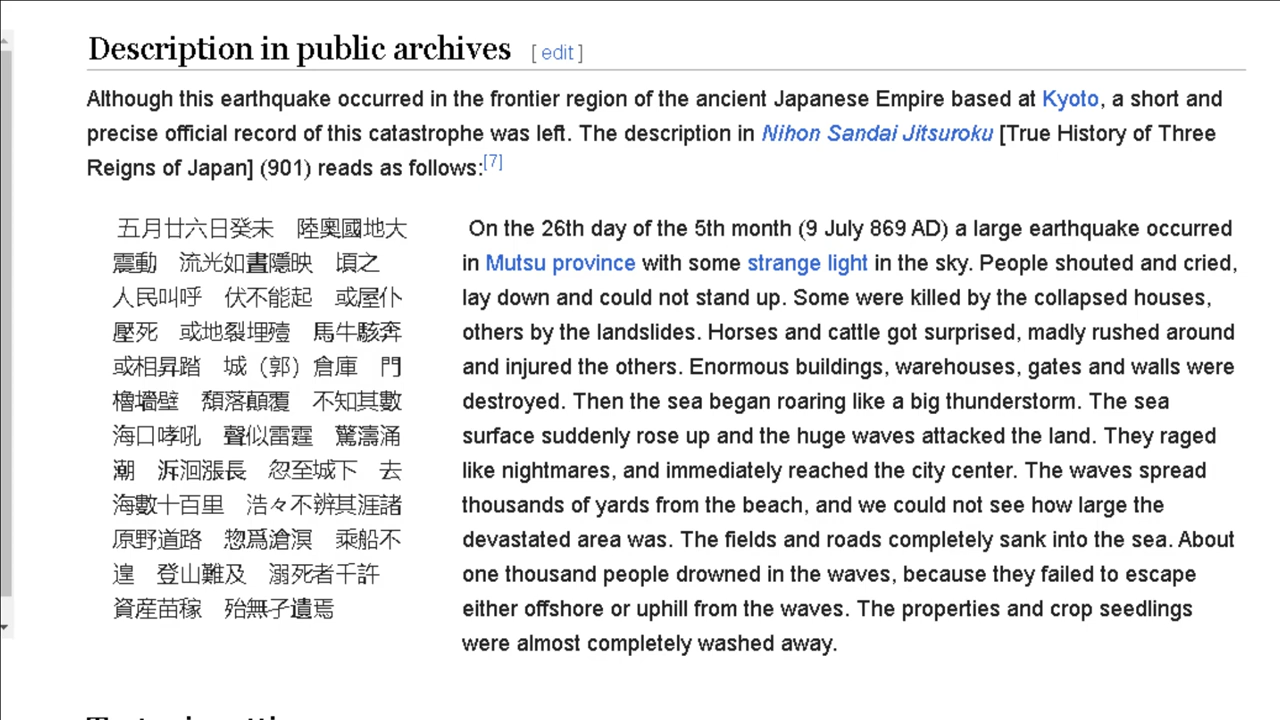 Description in public archives [ edit ]
Although this earthquake occurred in the frontier region of the ancient Japanese Empire based at Kyoto, a short and
precise official record of this catastrophe was left. The description in Nihon Sandai Jitsuroku [True History of Three
Reigns of Japan] (901) reads as follows:[7]
五月廿六日癸未　陸奧國地大
震動　流光如晝隱映　頃之
人民叫呼　伏不能起　或屋仆
壓死　或地裂埋殪　馬牛駭奔
或相昇踏　城（郭）倉庫　門
櫓墻壁　頽落顛覆　不知其數
海口哮吼　聲似雷霆　驚濤涌
潮　泝洄漲長　忽至城下　去
海數十百里　浩々不辨其涯諸
原野道路　惣爲滄溟　乘船不
遑　登山難及　溺死者千許
資産苗稼　殆無孑遺焉
On the 26th day of the 5th month (9 July 869 AD) a large earthquake occurred
in Mutsu province with some strange light in the sky. People shouted and cried,
lay down and could not stand up. Some were killed by the collapsed houses,
others by the landslides. Horses and cattle got surprised, madly rushed around
and injured the others. Enormous buildings, warehouses, gates and walls were
destroyed. Then the sea began roaring like a big thunderstorm. The sea
surface suddenly rose up and the huge waves attacked the land. They raged
like nightmares, and immediately reached the city center. The waves spread
thousands of yards from the beach, and we could not see how large the
devastated area was. The fields and roads completely sank into the sea. About
one thousand people drowned in the waves, because they failed to escape
either offshore or uphill from the waves. The properties and crop seedlings
were almost completely washed away.